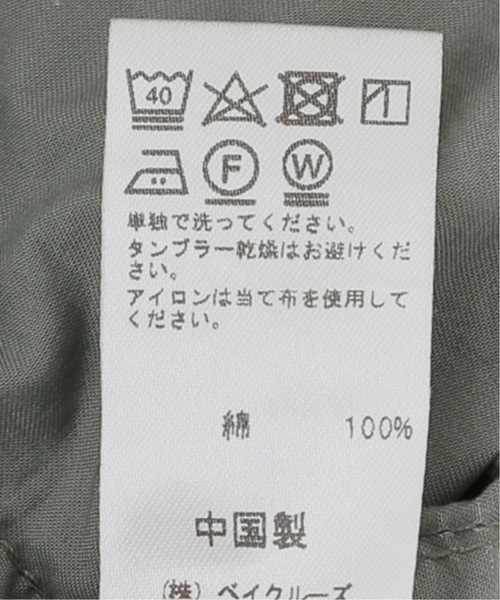 40
F W
単独で洗ってください。
タンブラー乾燥はお避けくだ
さい。
アイロンは当て布を使用して
ください。
綿 100%
中国製
(株) ベイクルーズ